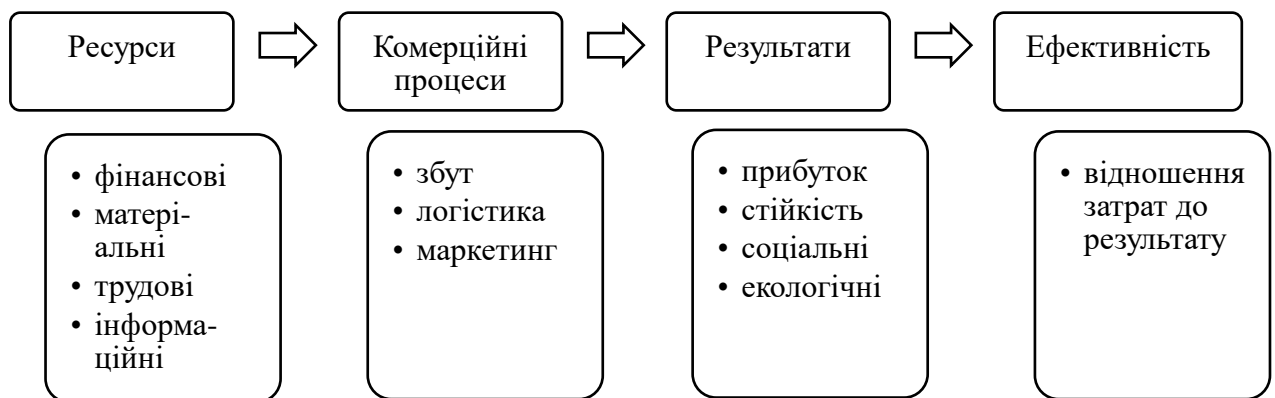 Ресурси
Комерційні
процеси
Результати
Ефективність
• фінансові
• матері-
альні
• трудові
• інформа-
ційні
• збут
• логістика
• маркетинг
• прибуток
• стійкість
• соціальні
• екологічні
• відношення
затрат до
результату